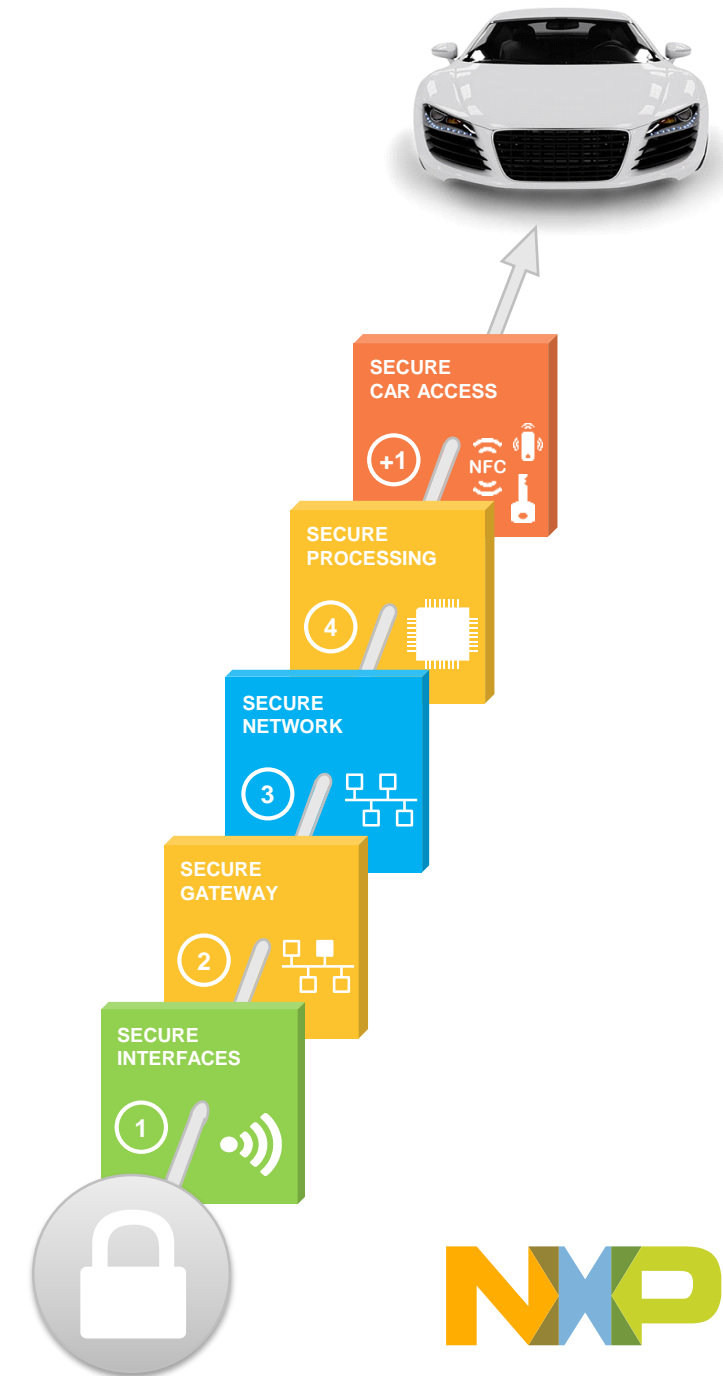 SECURE
CAR ACCESS
+1
NFC
SECURE
PROCESSING
4
SECURE
NETWORK
3
SECURE
GATEWAY
2
SECURE
INTERFACES
1
NXP